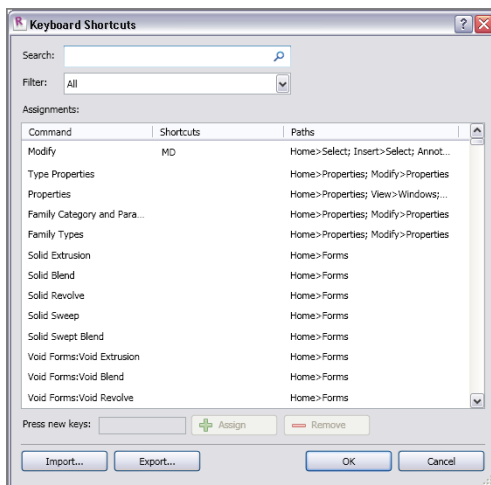 Keyboard Shortcuts
Search:
Filter: All
Assignments:
Command Shortcuts Paths
Modify MD Home>Select; Insert>Select; Annot...
Type Properties Home>Properties; Modify>Properties
Properties Home>Properties; View>Windows;...
Family Category and Para... Home>Properties; Modify>Properties
Family Types Home>Properties; Modify>Properties
Solid Extrusion Home>Forms
Solid Blend Home>Forms
Solid Revolve Home>Forms
Solid Sweep Home>Forms
Solid Swept Blend Home>Forms
Void Forms:Void Extrusion Home>Forms
Void Forms:Void Blend Home>Forms
Void Forms:Void Revolve Home>Forms
Press new keys: Assign Remove
Import... Export... OK Cancel